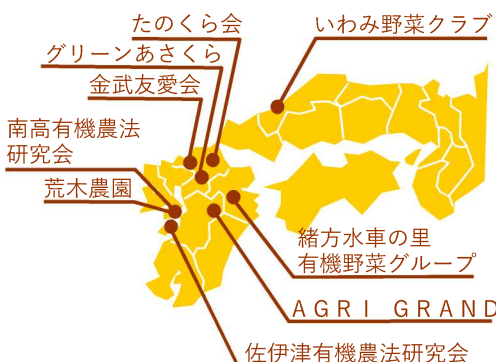 たのくら会
いわみ野菜クラブ
グリーンあさくら
金武友愛会
南高有機農法
研究会
荒木農園
緒方水車の里
有機野菜グループ
ＡＧＲＩ ＧＲＡＮＤ
佐伊津有機農法研究会